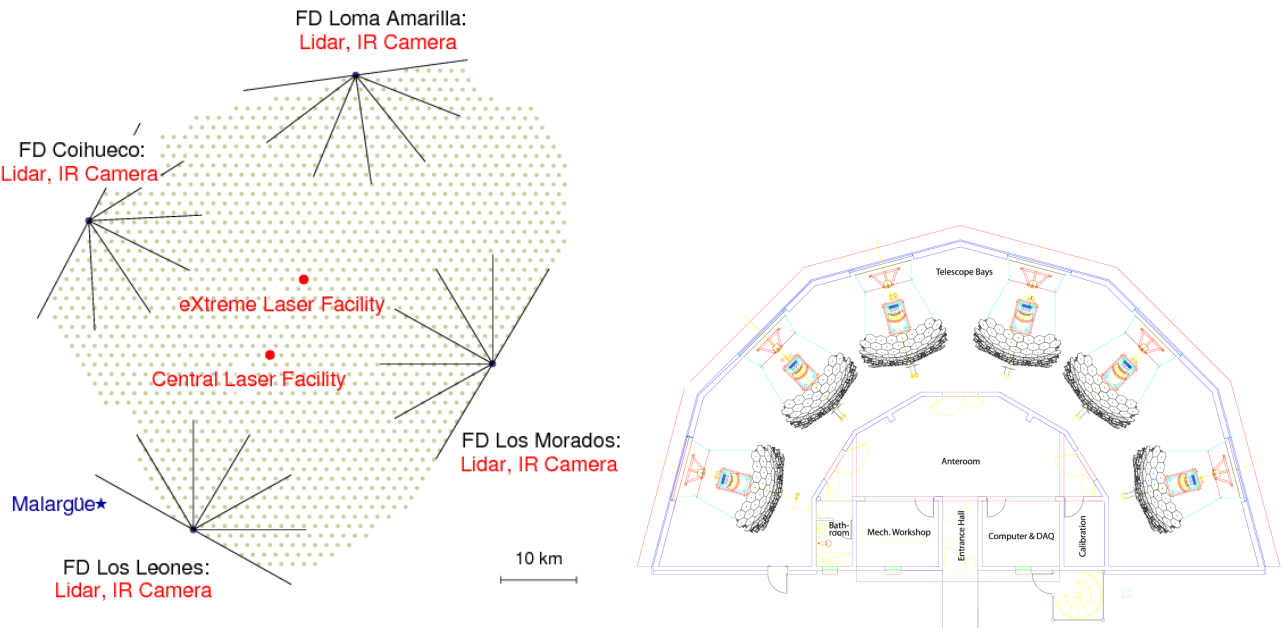 FD Loma Amarilla:
Lidar, IR Camera
FD Coihueco:
Lidar, IR Camera
eXtreme Laser Facility
Central Laser Facility
FD Los Morados:
Lidar, IR Camera
Malargüe★
FD Los Leones:
Lidar, IR Camera
10 km
Telescope Bays
Anteroom
Bath-
room
Mech. Workshop
Entrance Hall
Computer & DAQ
Calibration